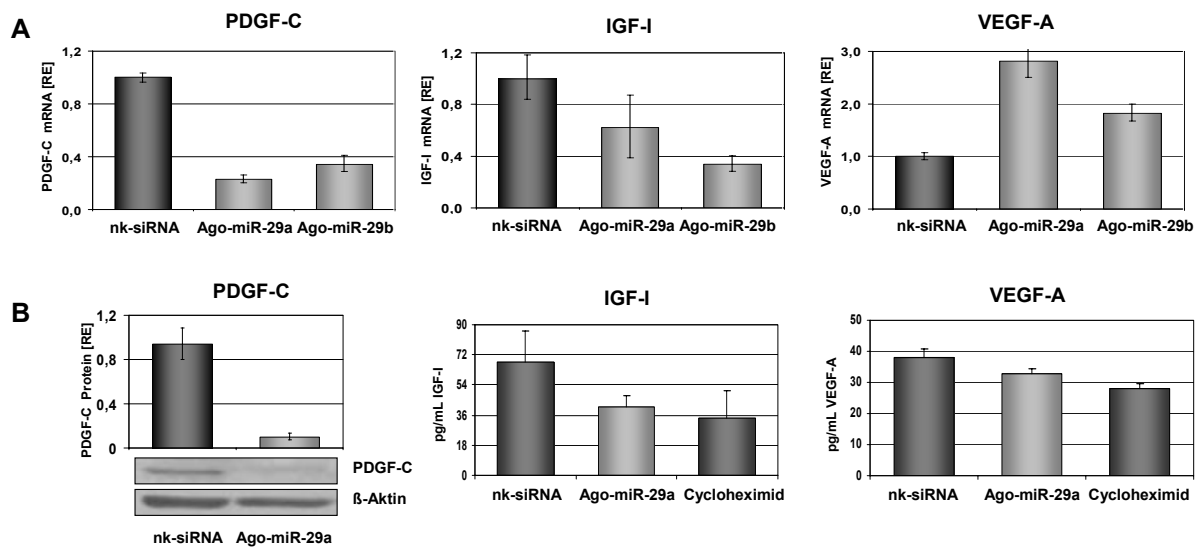 A
PDGF-C
PDGF-C mRNA [RE]
1,2
0,8
0,4
0,0
nk-siRNA Ago-miR-29a Ago-miR-29b
IGF-I
IGF-I mRNA [RE]
1,2
0,8
0,4
0.0
nk-siRNA Ago-miR-29a Ago-miR-29b
VEGF-A
VEGF-A mRNA [RE]
3,0
2,0
1,0
0,0
nk-siRNA Ago-miR-29a Ago-miR-29b
B
PDGF-C
PDGF-C Protein [RE]
1,2
0,8
0,4
0
PDGF-C
ß-Aktin
nk-siRNA Ago-miR-29a
IGF-I
pg/mL IGF-I
90
72
54
36
18
0
nk-siRNA Ago-miR-29a Cycloheximid
VEGF-A
pg/mL VEGF-A
50
40
30
20
10
0
nk-siRNA Ago-miR-29a Cycloheximid